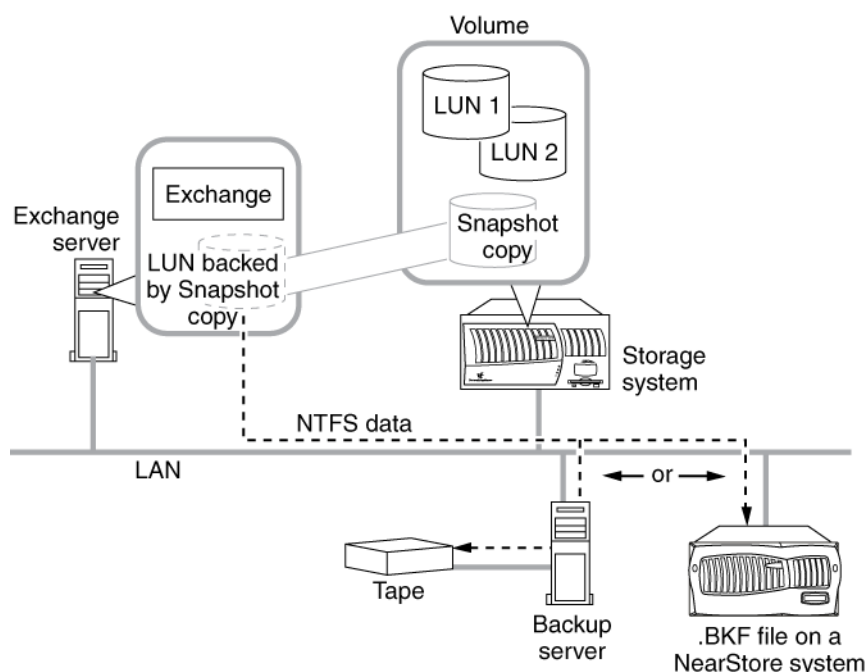 Volume
LUN 1
LUN 2
Snapshot
copy
Exchange
LUN backed
by Snapshot
copy
Exchange
server
Storage
system
NTFS data
LAN
or
Tape
Backup
server
.BKF file on a
NearStore system